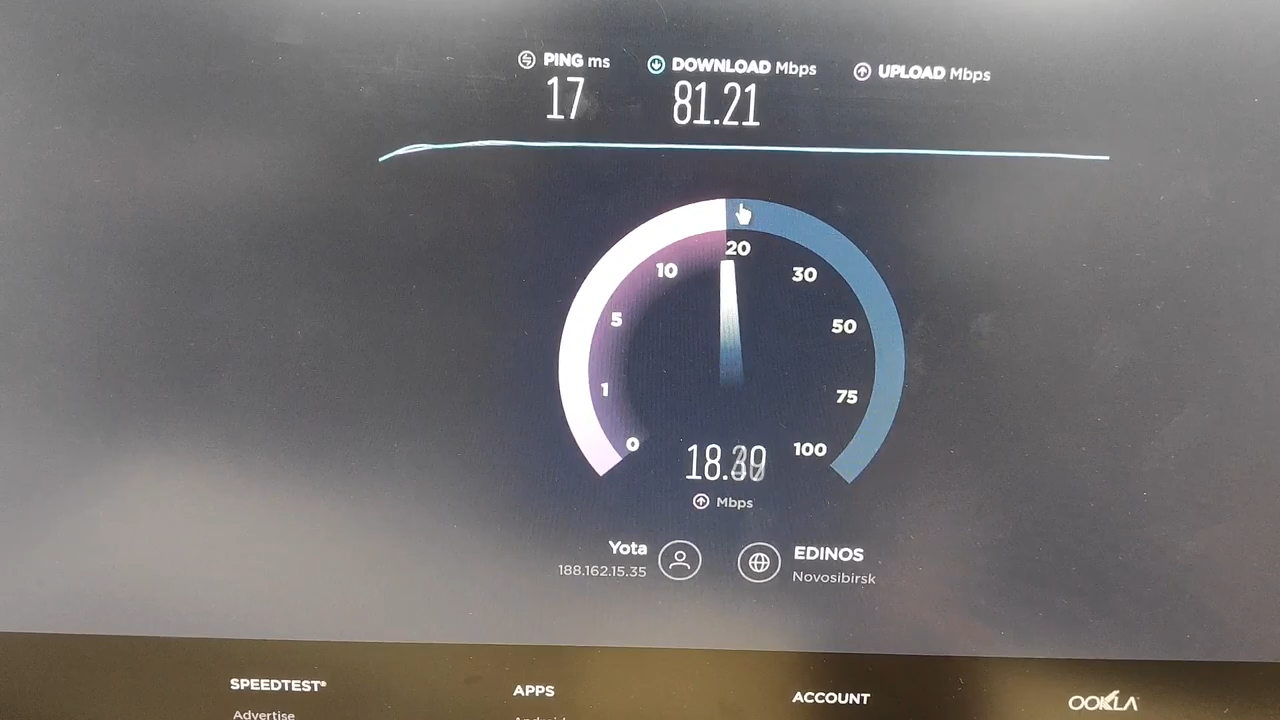 PING ms
17
DOWNLOAD Mbps
81.21
UPLOAD Mbps
0
1
5
10
20
30
50
75
100
Mbps
Yota
188.162.15.35
EDINOS
Novosibirsk
SPEEDTEST®
Advertise
APPS
ACCOUNT
OOKLA